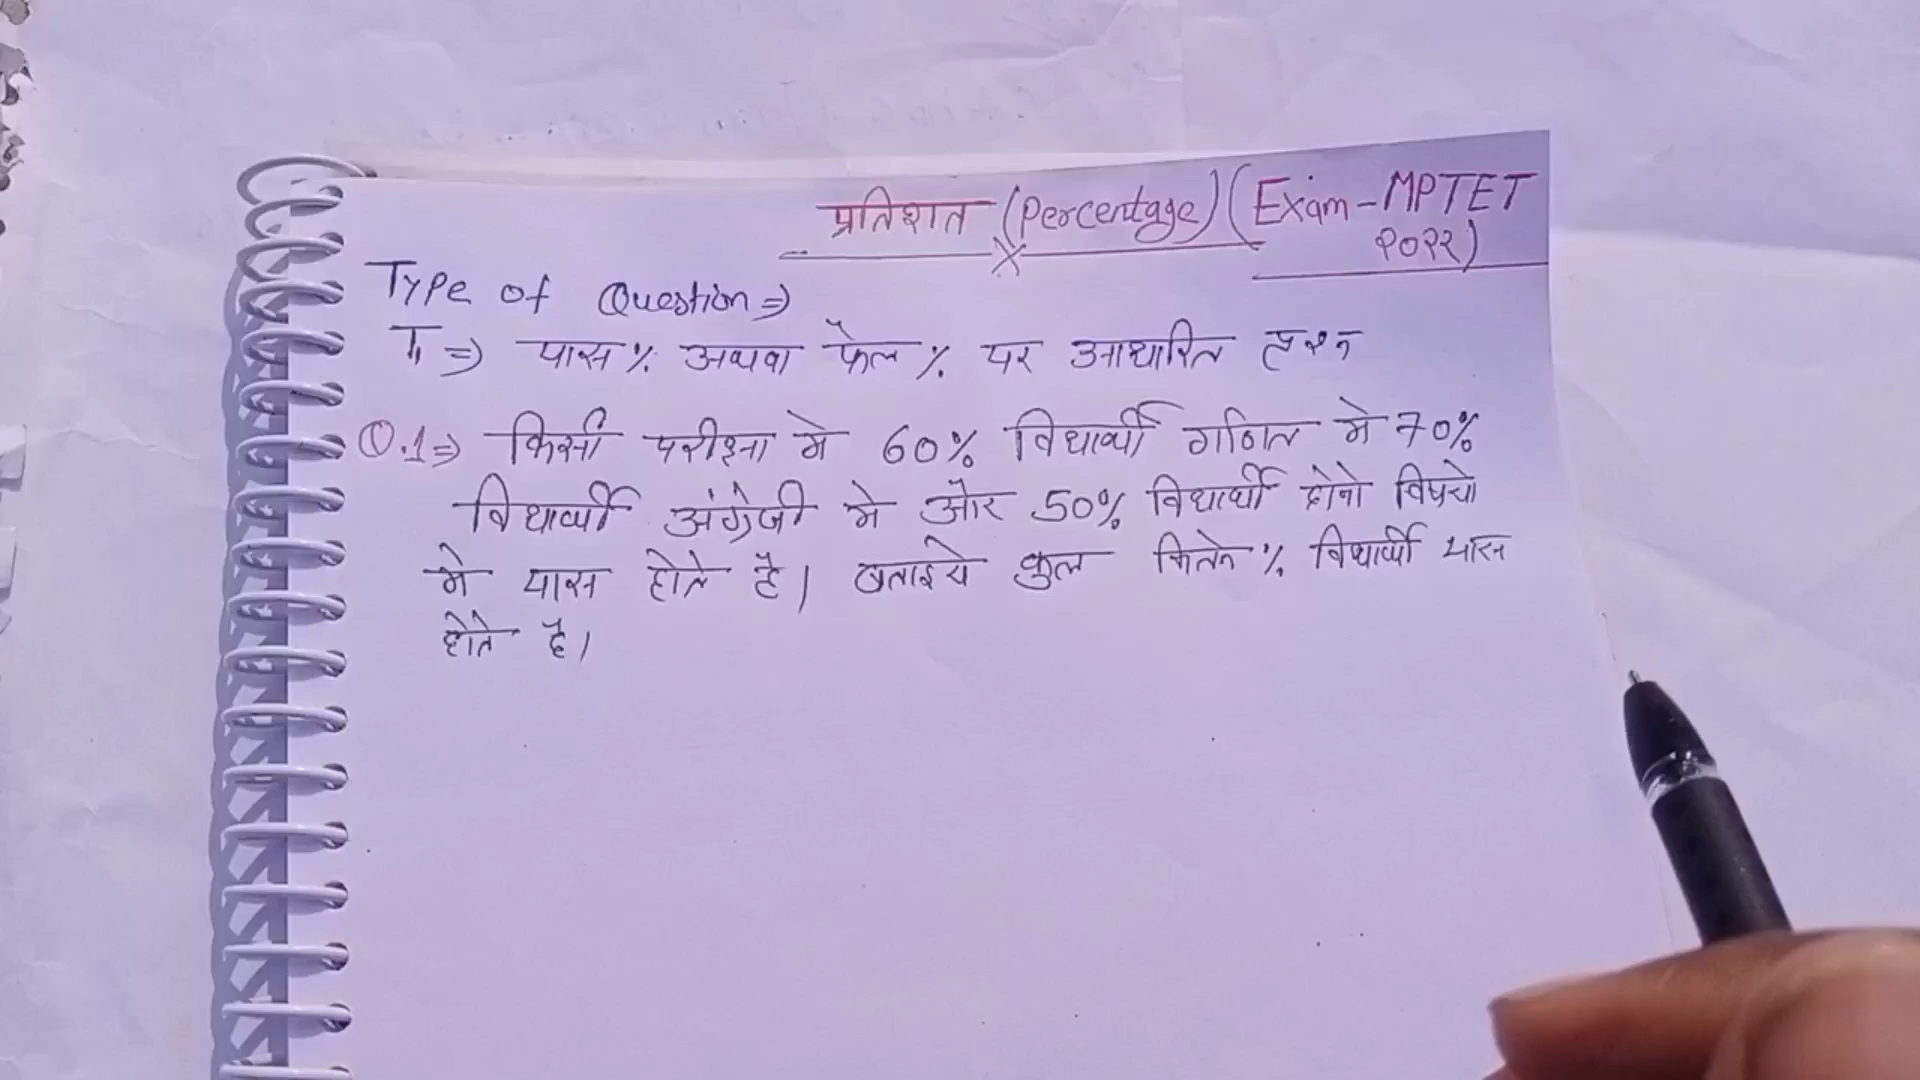 प्रतिशत (Percentage) (Exam-MPTET
२०२२)
Type of Question⇒
T₁ ⇒ पास % अथवा फैल % पर आधारित प्रश्न
Q.1⇒ किसी परीक्षा मे 60% विद्यार्थी गणित मे 70%
विद्यार्थी अंग्रेजी मे और 50% विद्यार्थी दोनो विषयो
मे पास होते है। बताइये कुल कितने % विद्यार्थी पास
होते है।